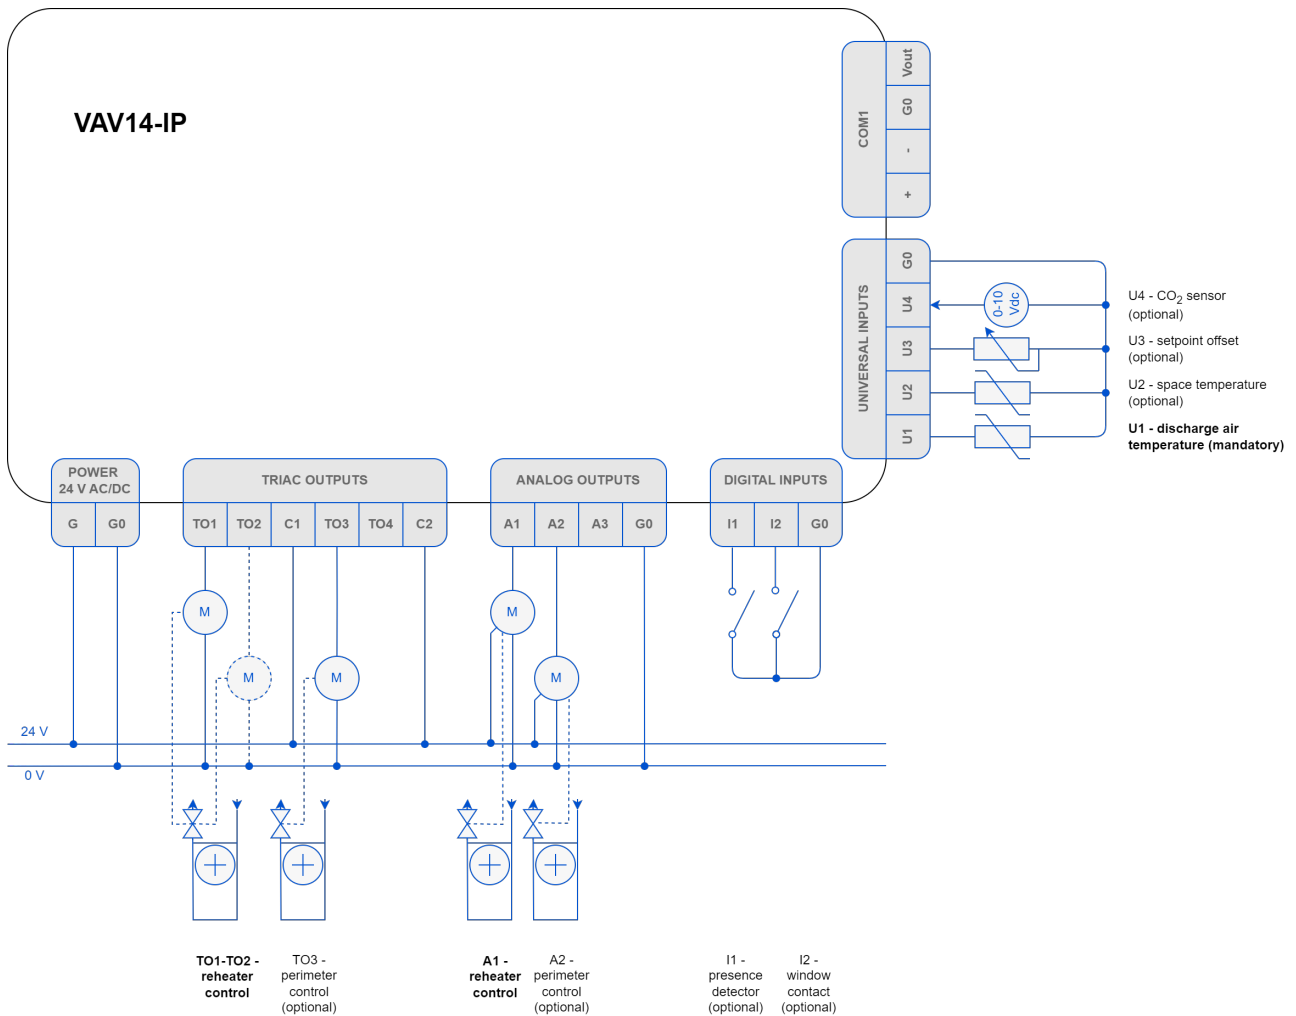 VAV14-IP
COM1
Vout
G0
-
+
UNIVERSAL INPUTS
G0
U4
U3
U2
U1
0-10
Vdc
U4 - CO2 sensor
(optional)
U3 - setpoint offset
(optional)
U2 - space temperature
(optional)
U1 - discharge air
temperature (mandatory)
POWER
24 V AC/DC
G
G0
TRIAC OUTPUTS
TO1
TO2
C1
TO3
TO4
C2
ANALOG OUTPUTS
A1
A2
A3
G0
DIGITAL INPUTS
I1
I2
G0
M
M
M
M
M
24 V
0 V
TO1-TO2 -
reheater
control
TO3 -
perimeter
control
(optional)
A1 -
reheater
control
A2 -
perimeter
control
(optional)
I1 -
presence
detector
(optional)
I2 -
window
contact
(optional)